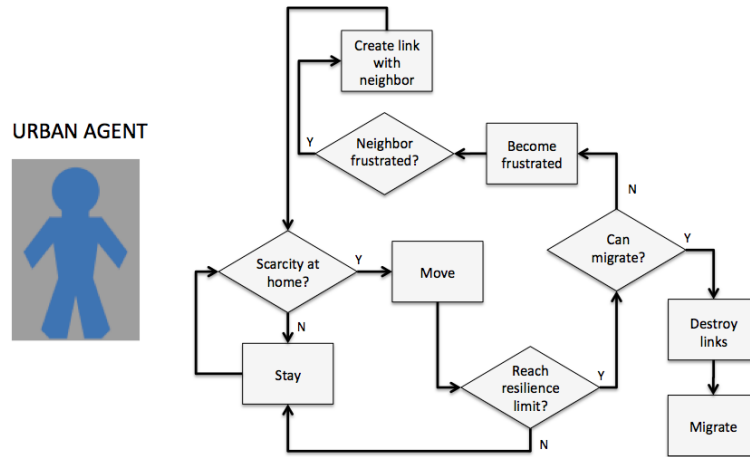 Create link
with
neighbor
URBAN AGENT
Y
Neighbor
frustrated?
Become
frustrated
N
Scarcity at
home?
Y
Move
Can
migrate?
Y
N
Destroy
links
Stay
Reach
resilience
limit?
Y
Migrate
N